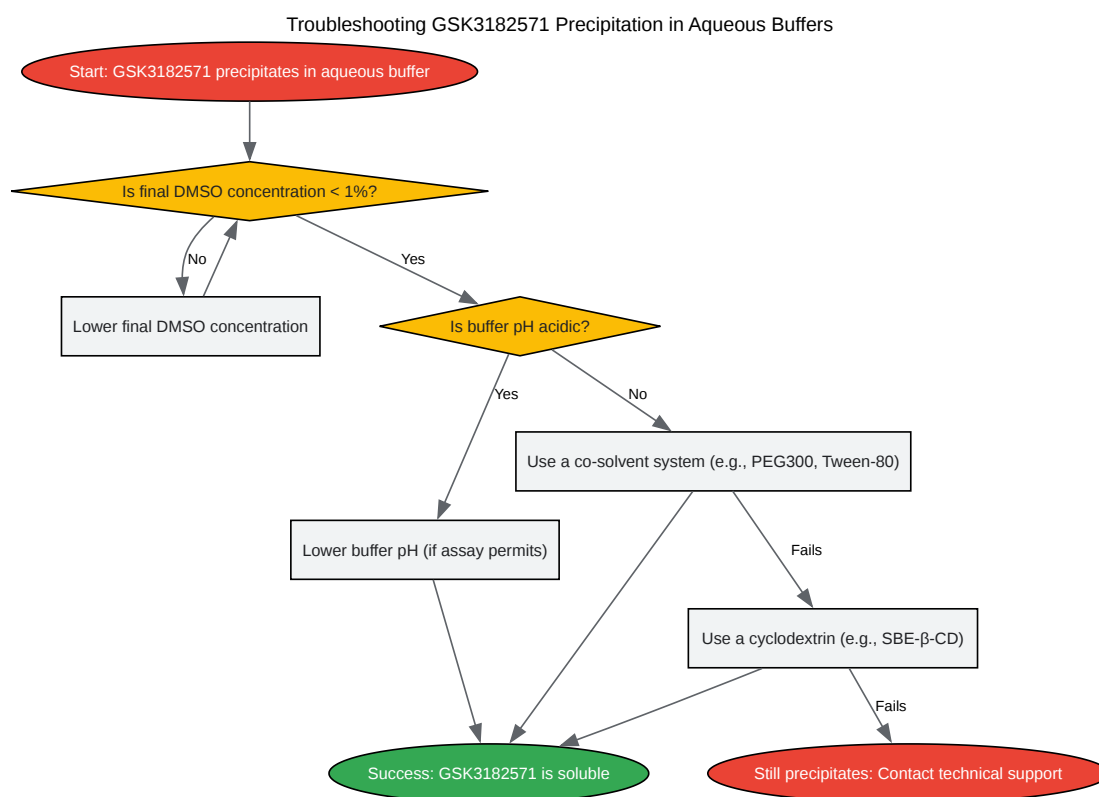 Troubleshooting GSK3182571 Precipitation in Aqueous Buffers
Start: GSK3182571 precipitates in aqueous buffer
Is final DMSO concentration < 1%?
No
Yes
Lower final DMSO concentration
Is buffer pH acidic?
Yes
No
Use a co-solvent system (e.g., PEG300, Tween-80)
Lower buffer pH (if assay permits)
Fails
Use a cyclodextrin (e.g., SBE-β-CD)
Fails
Success: GSK3182571 is soluble
Still precipitates: Contact technical support